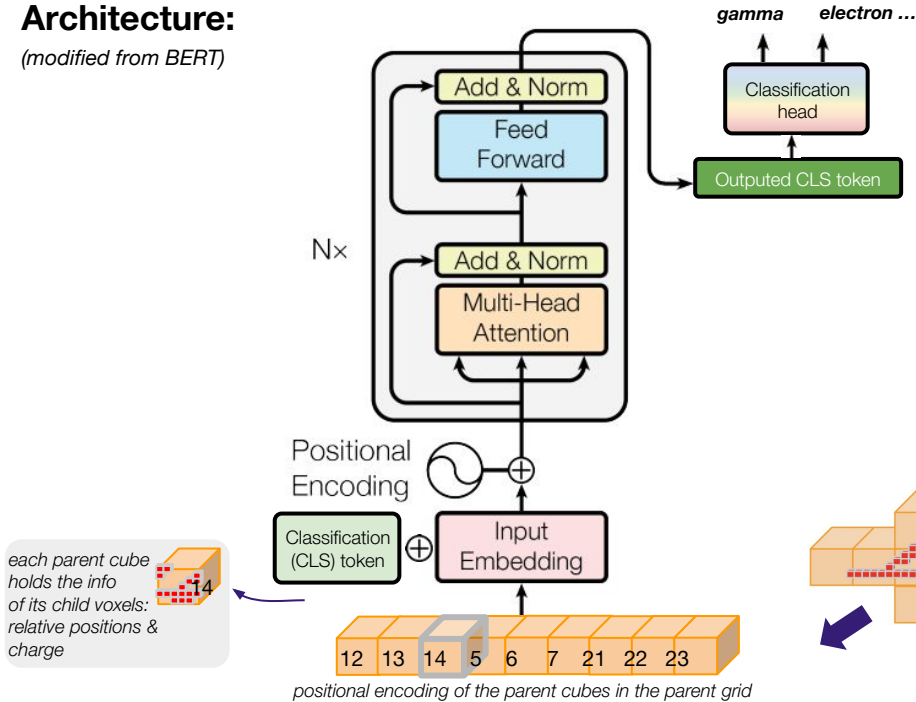 Architecture:
(modified from BERT)
gamma
electron ...
Classification
head
Outputed CLS token
Add & Norm
Feed
Forward
N×
Add & Norm
Multi-Head
Attention
Positional
Encoding
Classification
(CLS) token
Input
Embedding
each parent cube
holds the info
of its child voxels:
relative positions &
charge
14
12 13 14 5 6 7 21 22 23
positional encoding of the parent cubes in the parent grid